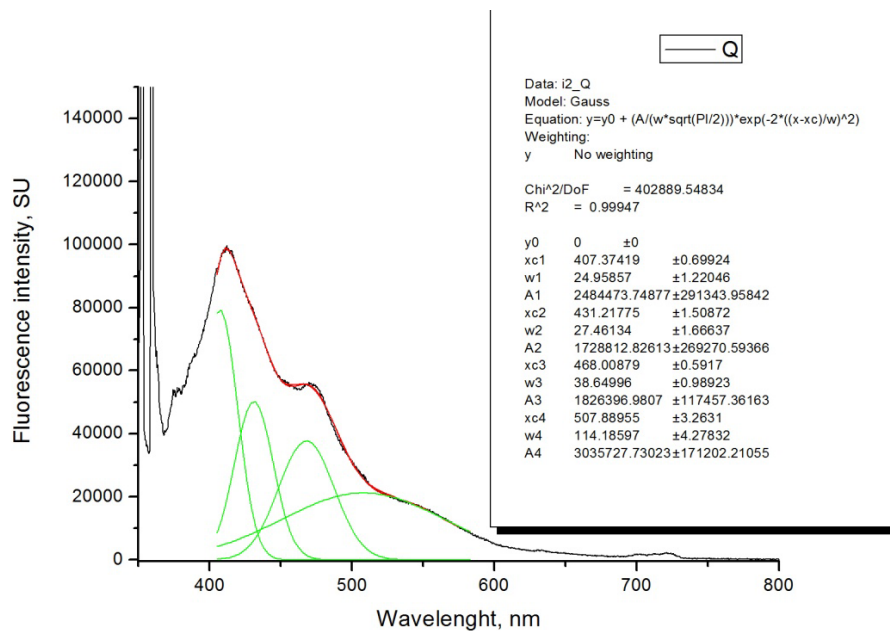 Q
Data: i2_Q
Model: Gauss
Equation: y=y0 + (A/(w*sqrt(PI/2)))*exp(-2*((x-xc)/w)^2)
Weighting:
y No weighting
Chi^2/DoF = 402889.54834
R^2 = 0.99947
y0 0 ±0
xc1 407.37419 ±0.69924
w1 24.95857 ±1.22046
A1 2484473.74877 ±291343.95842
xc2 431.21775 ±1.50872
w2 27.46134 ±1.66637
A2 1728812.82613 ±269270.59366
xc3 468.00879 ±0.5917
w3 38.64996 ±0.98923
A3 1826396.9807 ±117457.36163
xc4 507.88955 ±3.2631
w4 114.18597 ±4.27832
A4 3035727.73023 ±171202.21055
Fluorescence intensity, SU
140000
120000
100000
80000
60000
40000
20000
0
400 500 600 700 800
Wavelenght, nm